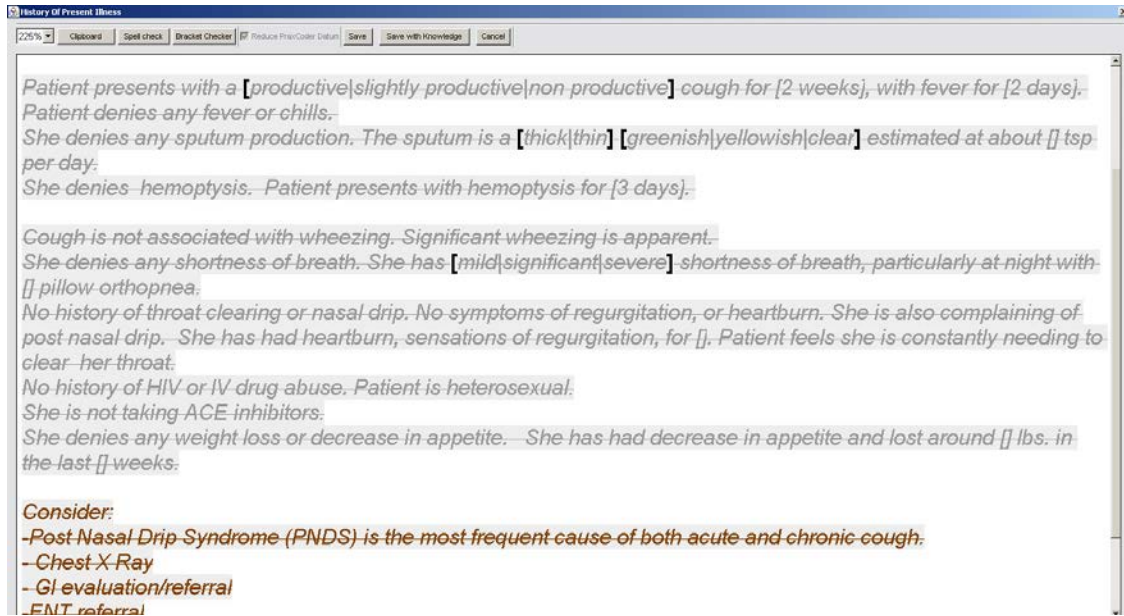 History Of Present Illness
225% Clipboard Spell check Bracket Checker Reduce PraxCoder Datum Save Save with Knowledge Cancel
Patient presents with a [productive|slightly productive|non productive] cough for [2 weeks], with fever for [2 days].
Patient denies any fever or chills.
She denies any sputum production. The sputum is a [thick|thin] [greenish|yellowish|clear] estimated at about [] tsp
per day.
She denies hemoptysis. Patient presents with hemoptysis for [3 days].
Cough is not associated with wheezing. Significant wheezing is apparent.
She denies any shortness of breath. She has [mild|significant|severe] shortness of breath, particularly at night with
[] pillow orthopnea.
No history of throat clearing or nasal drip. No symptoms of regurgitation, or heartburn. She is also complaining of
post nasal drip. She has had heartburn, sensations of regurgitation, for []. Patient feels she is constantly needing to
clear her throat.
No history of HIV or IV drug abuse. Patient is heterosexual.
She is not taking ACE inhibitors.
She denies any weight loss or decrease in appetite. She has had decrease in appetite and lost around [] lbs. in
the last [] weeks.
Consider:
-Post Nasal Drip Syndrome (PNDS) is the most frequent cause of both acute and chronic cough.
- Chest X Ray
- GI evaluation/referral
-ENT referral